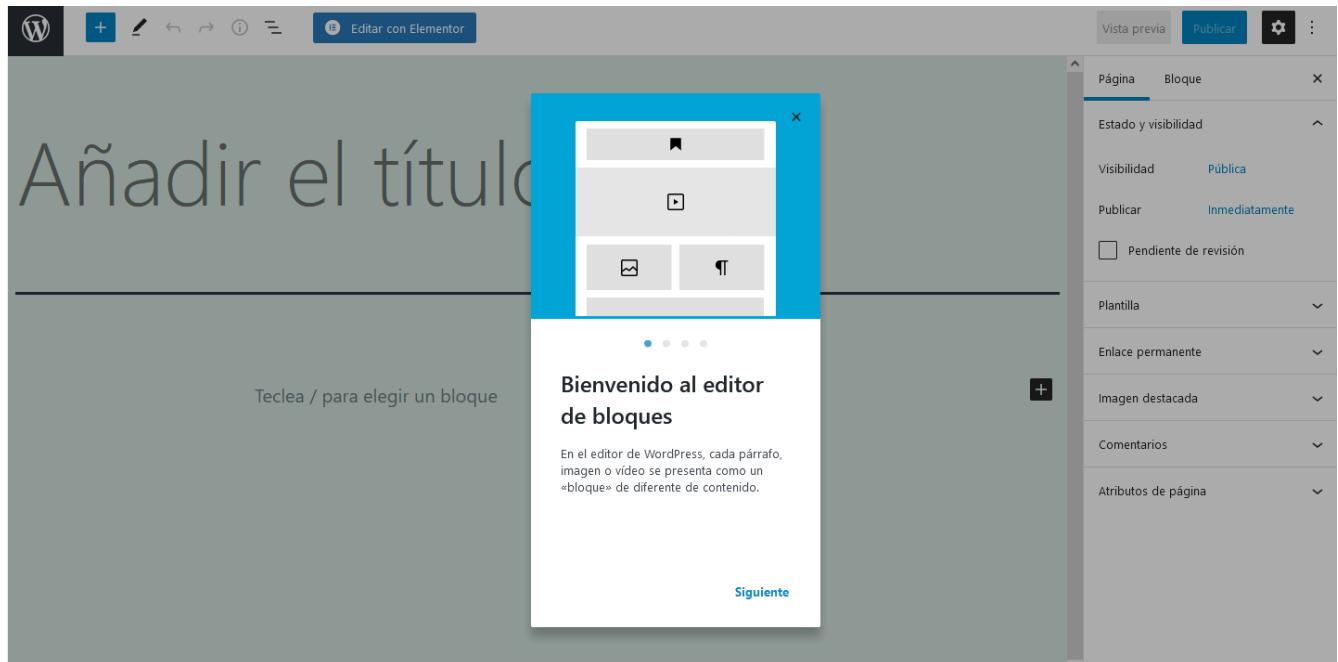 Editar con Elementor
Vista previa
Publicar
Página
Bloque
Estado y visibilidad
Visibilidad
Pública
Publicar
Inmediatamente
Pendiente de revisión
Plantilla
Enlace permanente
Imagen destacada
Comentarios
Atributos de página
Añadir el título
Teclea / para elegir un bloque
Bienvenido al editor
de bloques
En el editor de WordPress, cada párrafo,
imagen o vídeo se presenta como un
«bloque» de diferente de contenido.
Siguiente